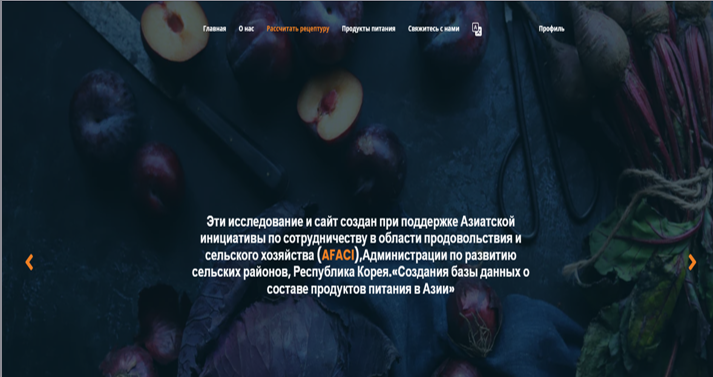 Главная О нас Рассчитать рецептуру Продукты питания Свяжитесь с нами Профиль
Эти исследование и сайт создан при поддержке Азиатской
инициативы по сотрудничеству в области продовольствия и
сельского хозяйства (AFACI),Администрации по развитию
сельских районов, Республика Корея.«Создания базы данных о
составе продуктов питания в Азии»